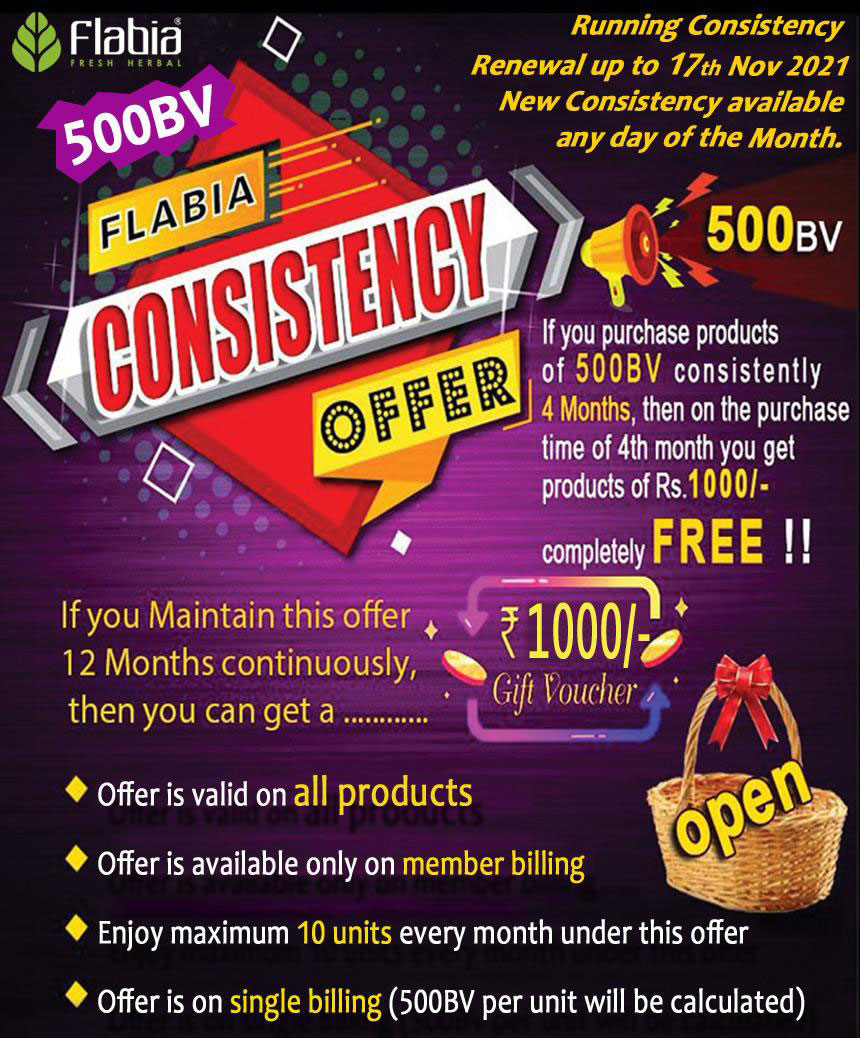 Flabia®
FRESH HERBAL
Running Consistency
Renewal up to 17th Nov 2021
New Consistency available
any day of the Month.
500BV
FLABIA
CONSISTENCY
OFFER
500BV
If you purchase products
of 500BV consistently
4 Months, then on the purchase
time of 4th month you get
products of Rs.1000/-
completely FREE !!
If you Maintain this offer
12 Months continuously,
then you can get a ............
₹1000/-
Gift Voucher
open
Offer is valid on all products
Offer is available only on member billing
Enjoy maximum 10 units every month under this offer
Offer is on single billing (500BV per unit will be calculated)